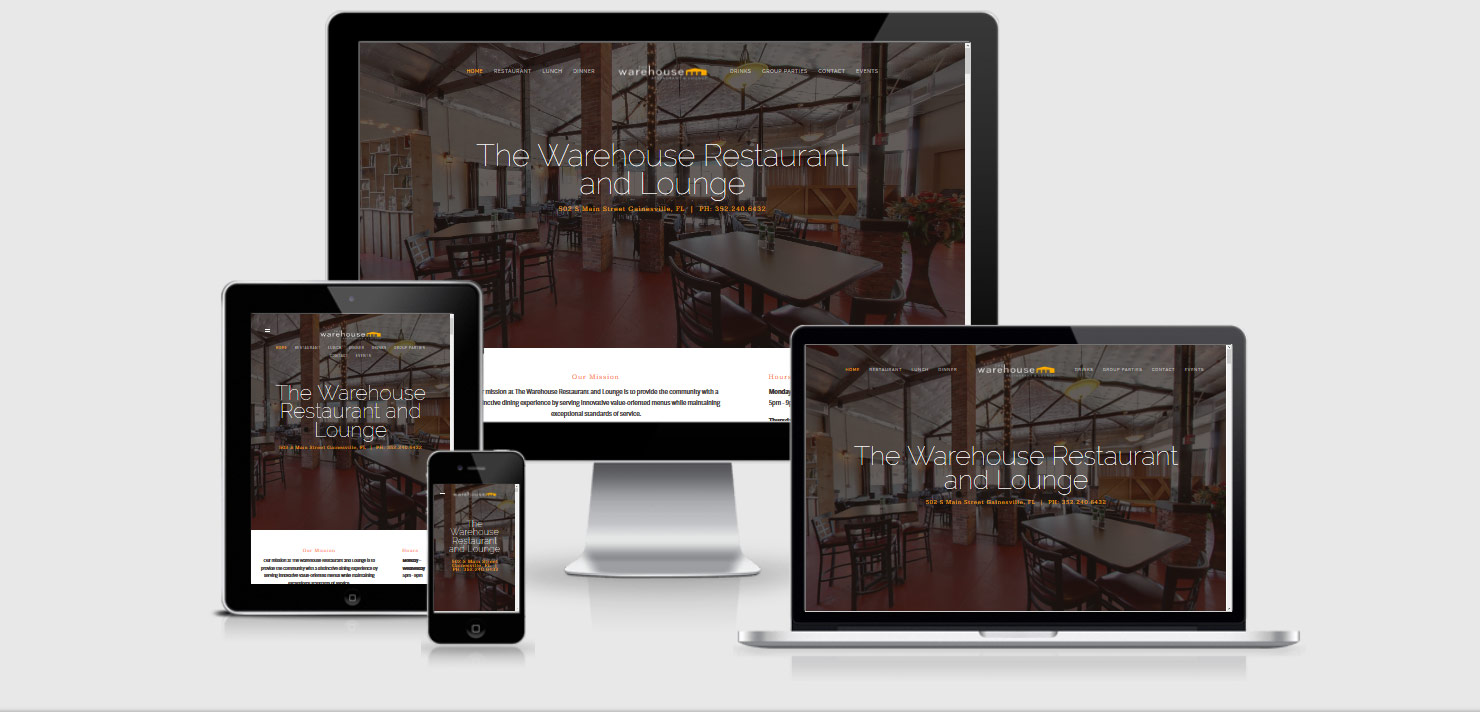 HOME RESTAURANT LUNCH DINNER warehouse DRINKS GROUP PARTIES CONTACT EVENTS
The Warehouse Restaurant
and Lounge
502 S Main Street Gainesville, FL | PH: 352.240.6432
Our Mission
mission at The Warehouse Restaurant and Lounge is to provide the community with a
dining experience by serving innovative value-oriented menus while maintaining
exceptional standards of service.
Hours
Monday
5pm - 9p
warehouse
HOME RESTAURANT LUNCH DINNER DRINKS GROUP PARTIES
CONTACT EVENTS
The Warehouse
Restaurant and
Lounge
502 S Main Street Gainesville, FL | PH: 352.240.6432
Our Mission
Our mission at The Warehouse Restaurant and Lounge is to
provide the community with a distinctive dining experience by
serving innovative value-oriented menus while maintaining
exceptional standards of service.
Hours
Monday -
Wednesday
5pm - 9pm
warehouse
The
Warehouse
Restaurant
and Lounge
502 S Main Street
Gainesville, FL |
PH: 352.240.6432
HOME RESTAURANT LUNCH DINNER warehouse DRINKS GROUP PARTIES CONTACT EVENTS
The Warehouse Restaurant
and Lounge
502 S Main Street Gainesville, FL | PH: 352.240.6432